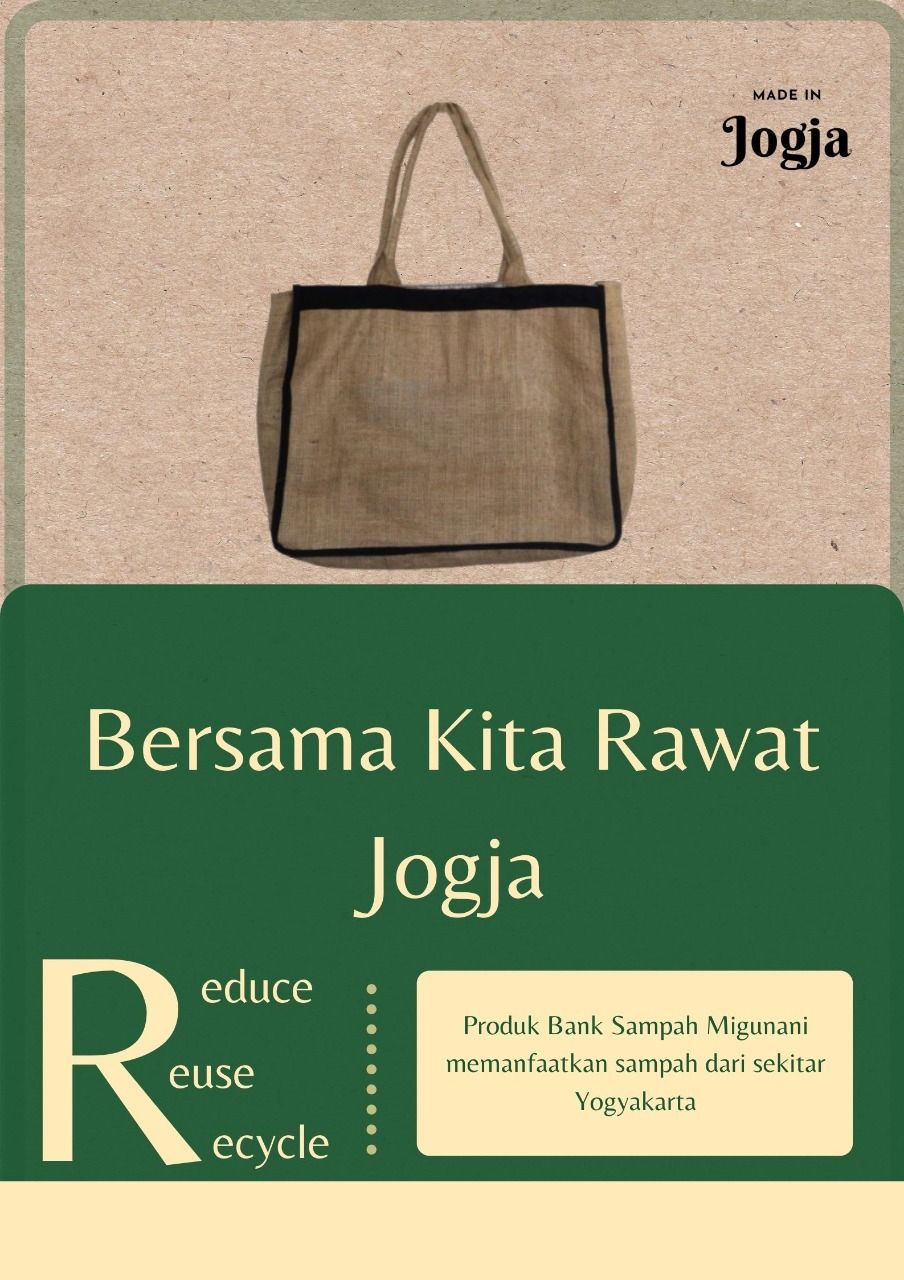 MADE IN
Jogja
Bersama Kita Rawat
Jogja
Reduce
Reuse
Recycle
Produk Bank Sampah Migunani
memanfaatkan sampah dari sekitar
Yogyakarta